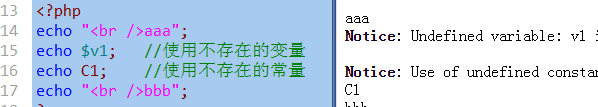 13 <?php
14 echo "<br />aaa";
15 echo $v1; //使用不存在的变量
16 echo C1; //使用不存在的常量
17 echo "<br />bbb";
aaa
Notice: Undefined variable: v1 i
Notice: Use of undefined constan
C1
bbb